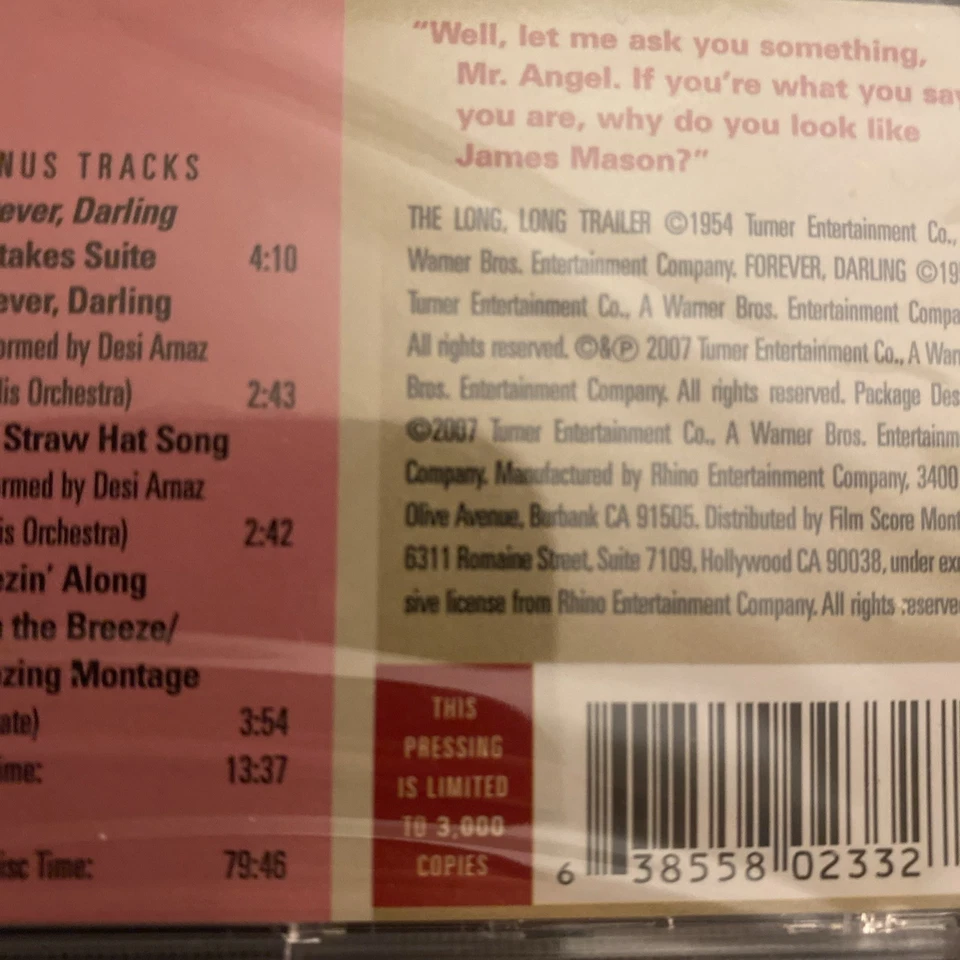 NUS TRACKS
ever, Darling
takes Suite 4:10
ever, Darling
ormed by Desi Arnaz
is Orchestra) 2:43
Straw Hat Song
rmed by Desi Arnaz
is Orchestra) 2:42
ezin' Along
the Breeze/
zing Montage
ate) 3:54
ime: 13:37
isc Time: 79:46
"Well, let me ask you something,
Mr. Angel. If you're what you say
you are, why do you look like
James Mason?"
THE LONG, LONG TRAILER ©1954 Turner Entertainment Co.,
Warner Bros. Entertainment Company. FOREVER, DARLING ©19
Turner Entertainment Co., A Warner Bros. Entertainment Compa
All rights reserved. ©&℗ 2007 Turner Entertainment Co., A War
Bros. Entertainment Company. All rights reserved. Package Des
©2007 Turner Entertainment Co., A Warner Bros. Entertainm
Company. Manufactured by Rhino Entertainment Company, 3400
Olive Avenue, Burbank CA 91505. Distributed by Film Score Mont
6311 Romaine Street, Suite 7109, Hollywood CA 90038, under ex
sive license from Rhino Entertainment Company. All rights reserve
THIS
PRESSING
IS LIMITED
TO 3,000
COPIES
6 38558 02332